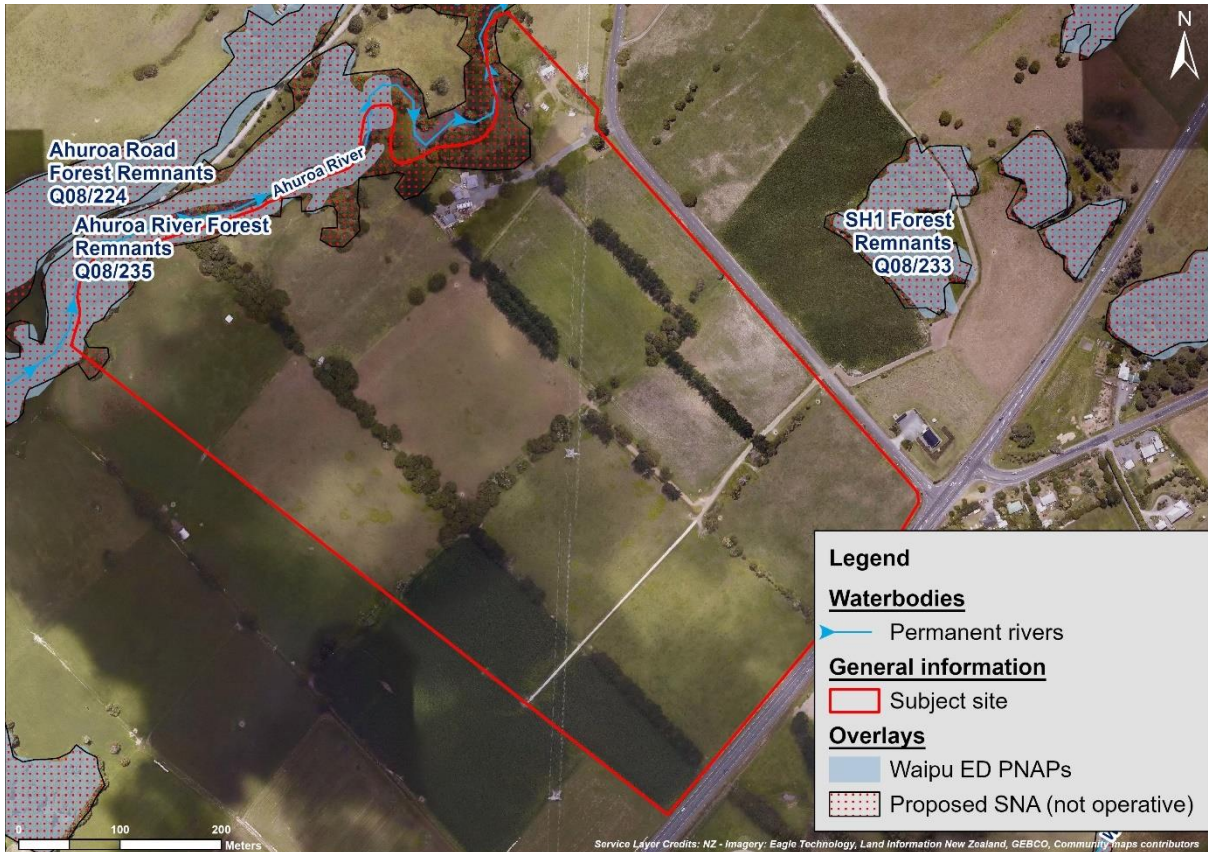 N
Ahuroa Road
Forest Remnants
Q08/224
Ahuroa River
Ahuroa River Forest
Remnants
Q08/235
SH1 Forest
Remnants
Q08/233
Legend
Waterbodies
Permanent rivers
General information
Subject site
Overlays
Waipu ED PNAPs
Proposed SNA (not operative)
0 100 200
Meters
Service Layer Credits: NZ - Imagery: Eagle Technology, Land Information New Zealand, GEBCO, Community maps contributors